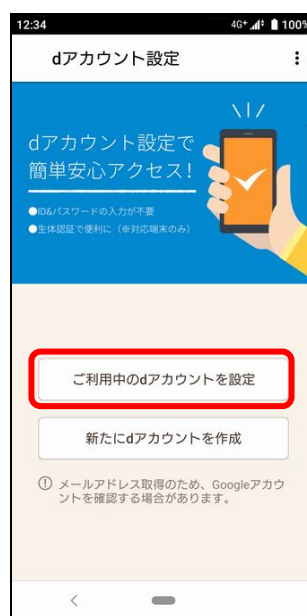 12:34 4G+ 100%
dアカウント設定
dアカウント設定で
簡単安心アクセス!
●ID&パスワードの入力が不要
●生体認証で便利に(※対応端末のみ)
ご利用中のdアカウントを設定
新たにdアカウントを作成
メールアドレス取得のため、Googleアカウ
ントを確認する場合があります。